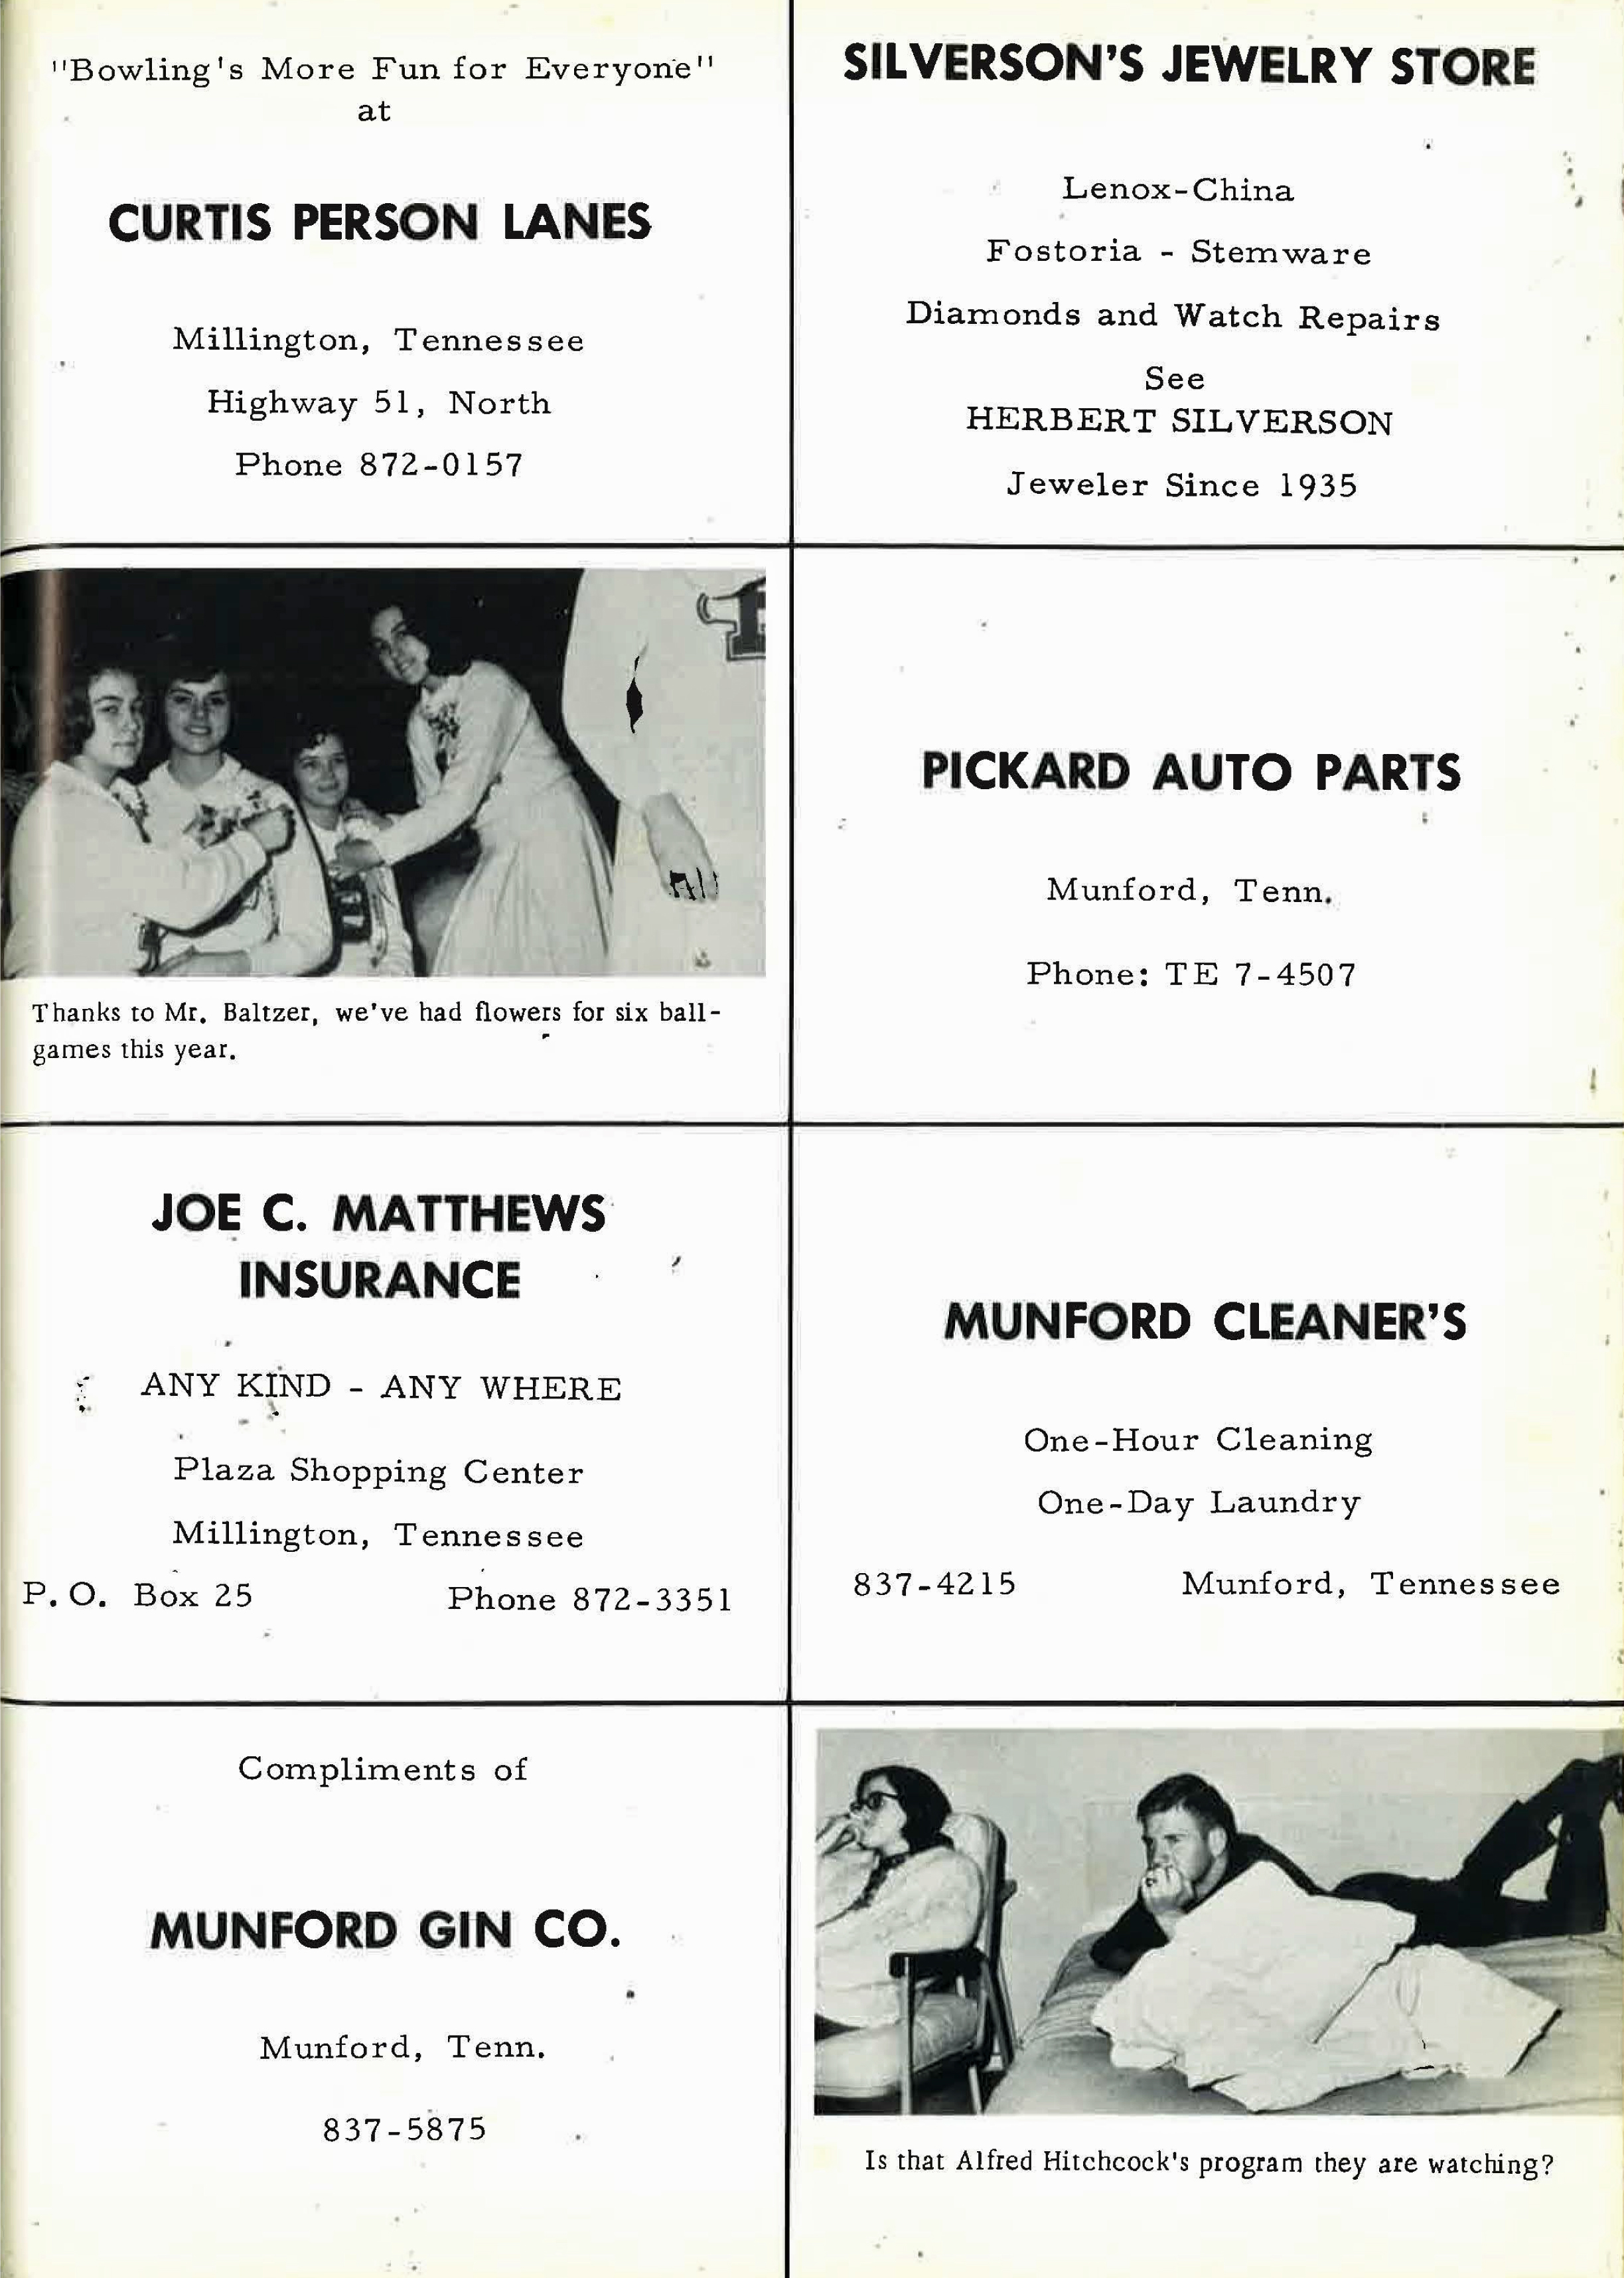 "Bowling's More Fun for Everyone"
at
CURTIS PERSON LANES
Millington, Tennessee
Highway 51, North
Phone 872-0157
SILVERSON'S JEWELRY STORE
Lenox-China
Fostoria - Stemware
Diamonds and Watch Repairs
See
HERBERT SILVERSON
Jeweler Since 1935
Thanks to Mr. Baltzer, we've had flowers for six ball-
games this year.
PICKARD AUTO PARTS
Munford, Tenn.
Phone: TE 7-4507
JOE C. MATTHEWS
INSURANCE
ANY KIND - ANY WHERE
Plaza Shopping Center
Millington, Tennessee
P. O. Box 25 Phone 872-3351
MUNFORD CLEANER'S
One-Hour Cleaning
One-Day Laundry
837-4215 Munford, Tennessee
Compliments of
MUNFORD GIN CO.
Munford, Tenn.
837-5875
Is that Alfred Hitchcock's program they are watching?